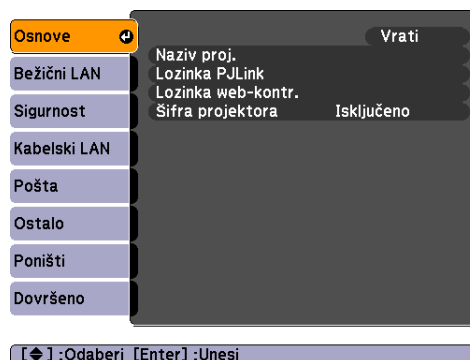 Osnove
Bežični LAN
Sigurnost
Kabelski LAN
Pošta
Ostalo
Poništi
Dovršeno
Vrati
Naziv proj.
Lozinka PJLink
Lozinka web-kontr.
Šifra projektora Isključeno
[◆] :Odaberi [Enter] :Unesi